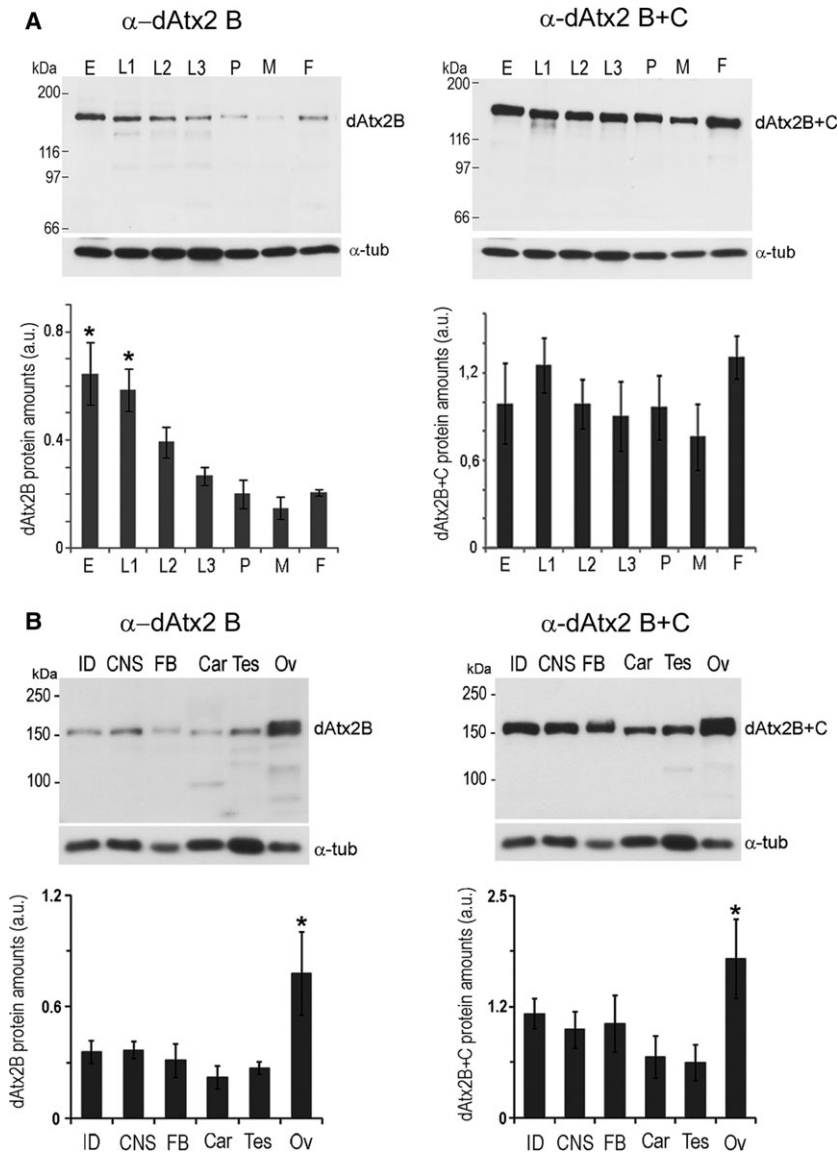 A
α–dAtx2 B
α-dAtx2 B+C
kDa E L1 L2 L3 P M F
200
116
97
66
dAtx2B
α-tub
kDa E L1 L2 L3 P M F
200
116
97
66
dAtx2B+C
α-tub
dAtx2B protein amounts (a.u.)
0.8
0.4
0
* *
E L1 L2 L3 P M F
dAtx2B+C protein amounts (a.u.)
1,2
0,6
0
E L1 L2 L3 P M F
B
α–dAtx2 B
α-dAtx2 B+C
kDa ID CNS FB Car Tes Ov
250
150
100
dAtx2B
α-tub
kDa ID CNS FB Car Tes Ov
250
150
100
dAtx2B+C
α-tub
dAtx2B protein amounts (a.u.)
1.2
0.6
0
*
ID CNS FB Car Tes Ov
dAtx2B+C protein amounts (a.u.)
2.5
1.2
0
*
ID CNS FB Car Tes Ov